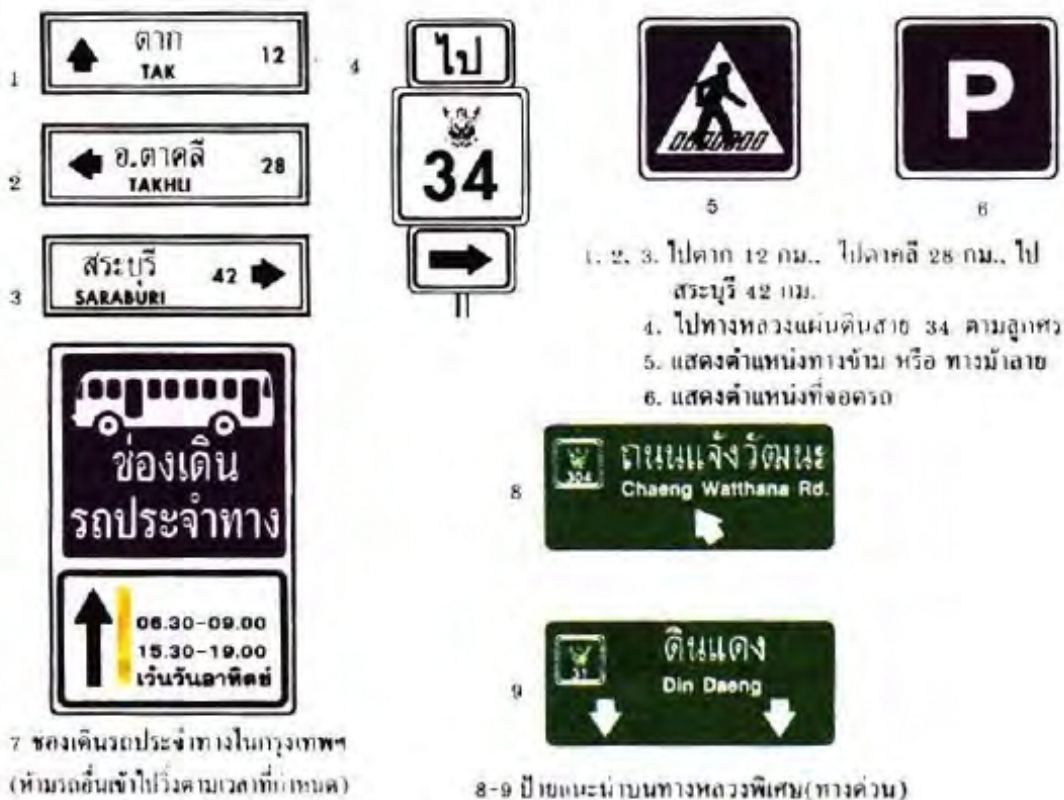 1
ตาก 12
TAK
2
อ.ตาคลี 28
TAKHLI
3
สระบุรี 42
SARABURI
4
ไป
34
5
P
6
1. 2. 3. ไปตาก 12 กม., ไปตาคลี 28 กม., ไป
สระบุรี 42 กม.
4. ไปทางหลวงแผ่นดินสาย 34 ตามลูกศร
5. แสดงตำแหน่งทางข้าม หรือ ทางม้าลาย
6. แสดงตำแหน่งที่จอดรถ
ช่องเดิน
รถประจำทาง
06.30-09.00
15.30-19.00
เว้นวันอาทิตย์
7 ช่องเดินรถประจำทางในกรุงเทพฯ
(ห้ามรถอื่นเข้าไปวิ่งตามเวลาที่กำหนด)
8
304
ถนนแจ้งวัฒนะ
Chaeng Watthana Rd.
9
31
ดินแดง
Din Daeng
8-9 ป้ายแนะนำบนทางหลวงพิเศษ(ทางด่วน)